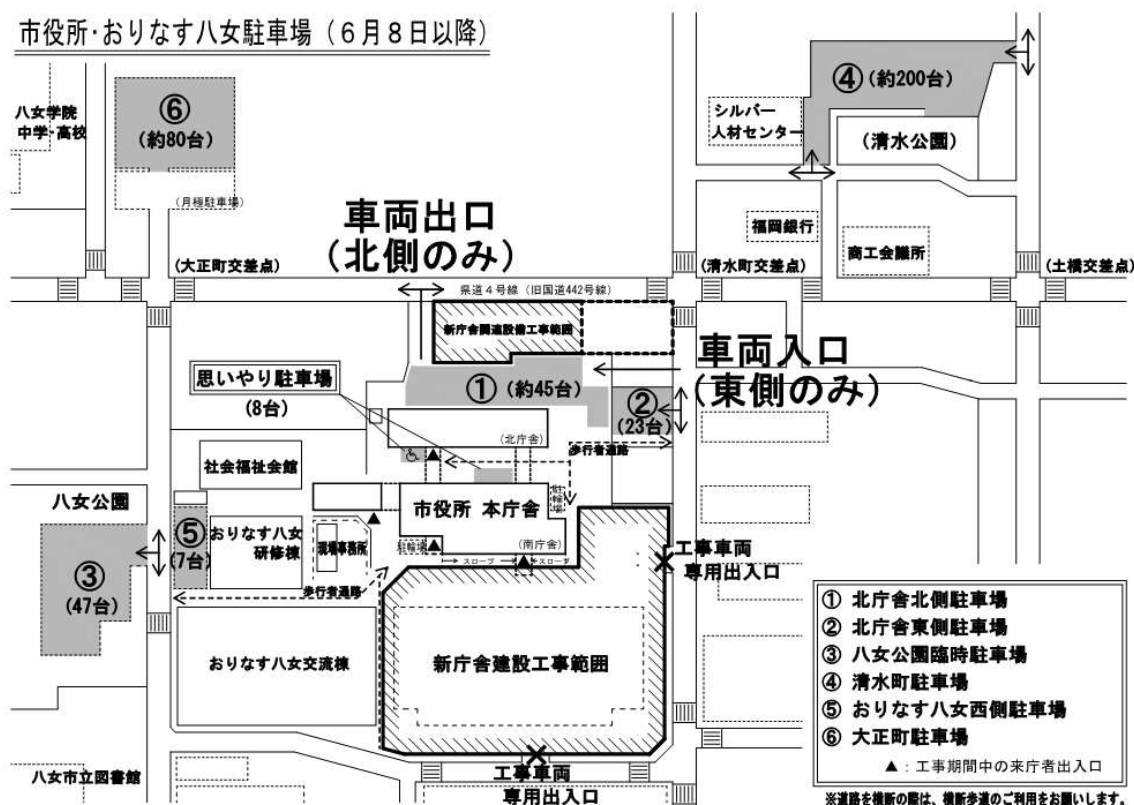 市役所・おりなす八女駐車場（６月８日以降）
八女学院
中学・高校
⑥
(約80台)
(月極駐車場)
④(約200台)
シルバー
人材センター
(清水公園)
福岡銀行
商工会議所
車両出口
(北側のみ)
(大正町交差点)
(清水町交差点)
(土橋交差点)
県道４号線（旧国道442号線）
新庁舎関連設備工事範囲
車両入口
(東側のみ)
思いやり駐車場
(8台)
①(約45台)
②
(23台)
(北庁舎)
歩行者通路
社会福祉会館
八女公園
市役所 本庁舎
駐輪場
⑤
(7台)
おりなす八女
研修棟
現場事務所
駐輪場
(南庁舎)
スロープ
スロープ
工事車両
専用出入口
③
(47台)
歩行者通路
おりなす八女交流棟
新庁舎建設工事範囲
① 北庁舎北側駐車場
② 北庁舎東側駐車場
③ 八女公園臨時駐車場
④ 清水町駐車場
⑤ おりなす八女西側駐車場
⑥ 大正町駐車場
▲：工事期間中の来庁者出入口
八女市立図書館
工事車両
専用出入口
※道路を横断の際は、横断歩道のご利用をお願いします。